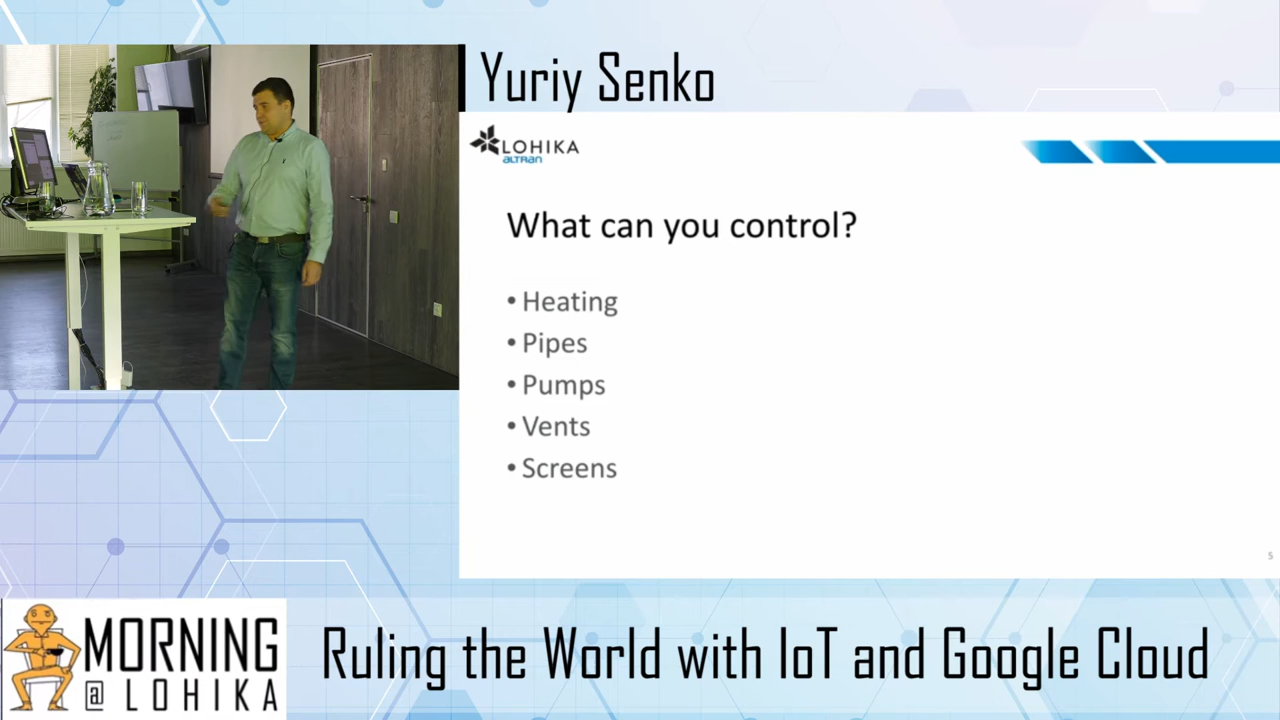 Yuriy Senko
LOHIKA
altran
What can you control?
• Heating
• Pipes
• Pumps
• Vents
• Screens
5
MORNING
@ LOHIKA
Ruling the World with IoT and Google Cloud